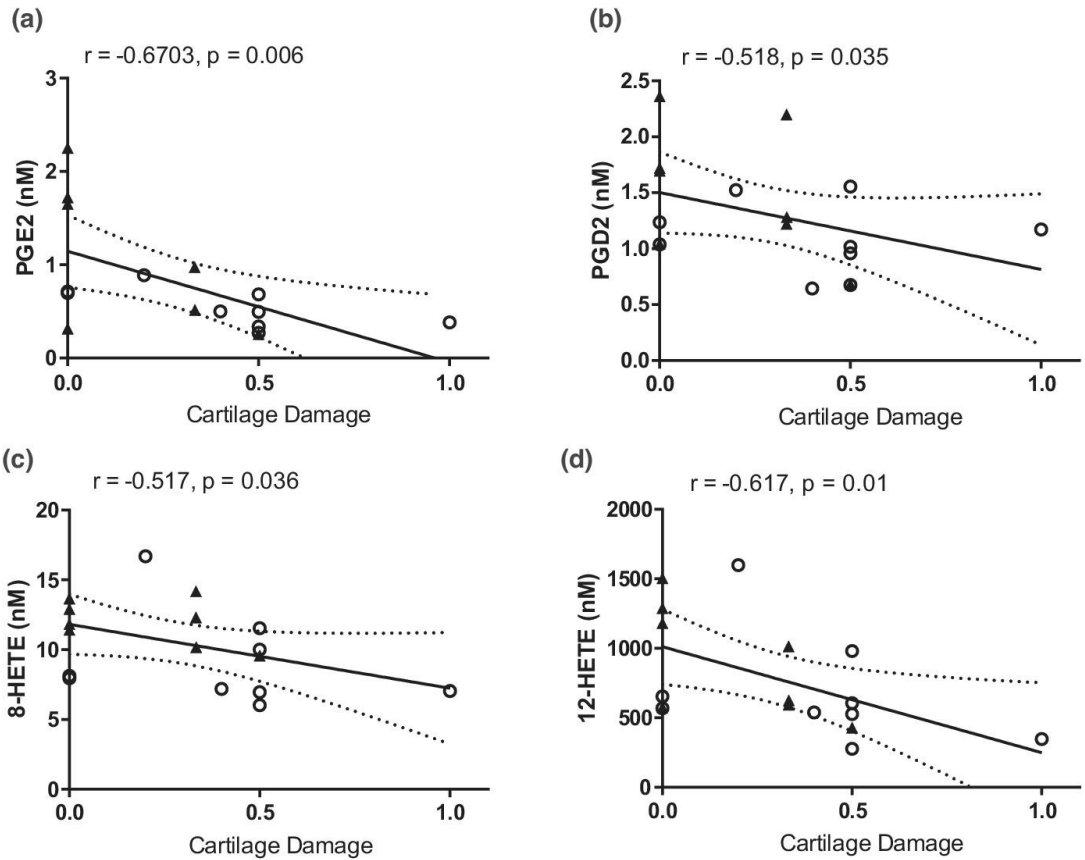 (a)
r = -0.6703, p = 0.006
PGE2 (nM)
3
2
1
0
0.0
0.5
1.0
Cartilage Damage
(b)
r = -0.518, p = 0.035
PGD2 (nM)
2.5
2.0
1.5
1.0
0.5
0.0
0.0
0.5
1.0
Cartilage Damage
(c)
r = -0.517, p = 0.036
8-HETE (nM)
20
15
10
5
0
0.0
0.5
1.0
Cartilage Damage
(d)
r = -0.617, p = 0.01
12-HETE (nM)
2000
1500
1000
500
0
0.0
0.5
1.0
Cartilage Damage